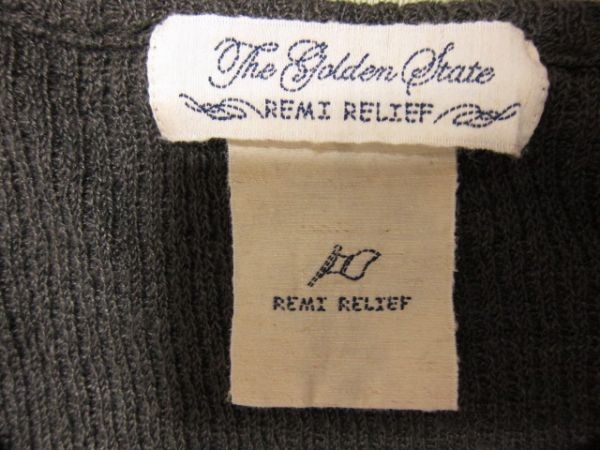 The Golden State
REMI RELIEF
REMI RELIEF